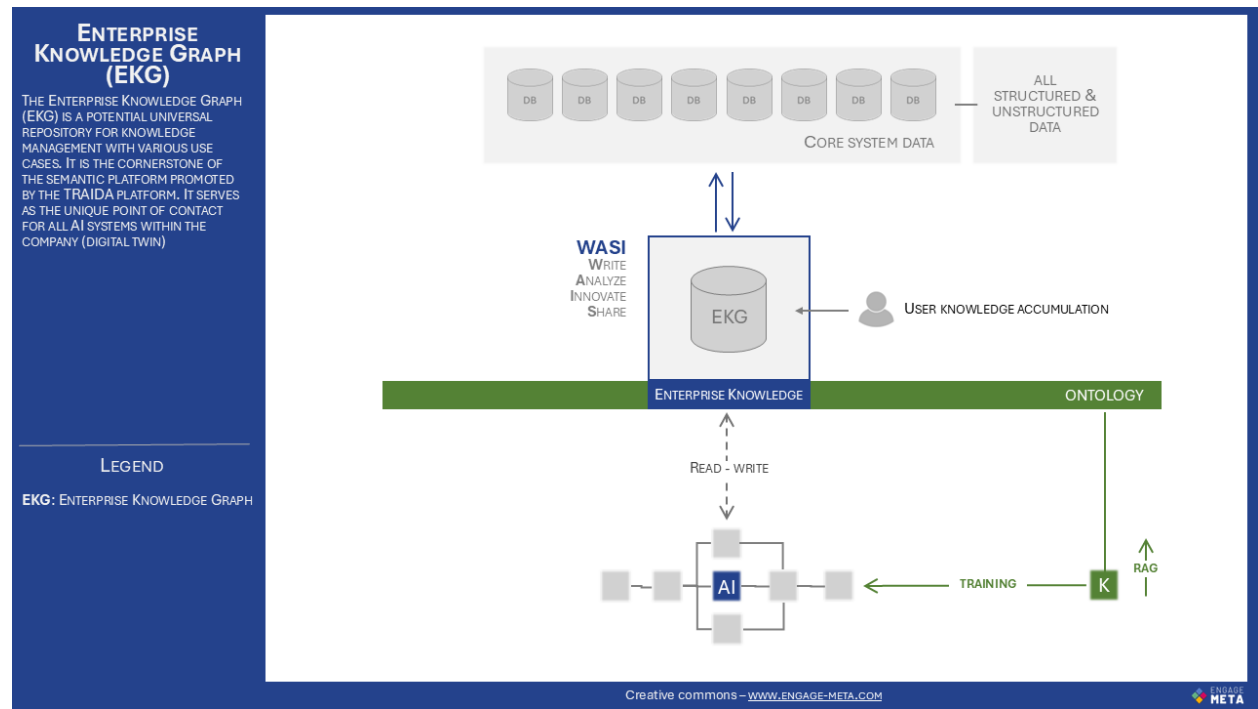 ENTERPRISE
KNOWLEDGE GRAPH
(EKG)
THE ENTERPRISE KNOWLEDGE GRAPH
(EKG) IS A POTENTIAL UNIVERSAL
REPOSITORY FOR KNOWLEDGE
MANAGEMENT WITH VARIOUS USE
CASES. IT IS THE CORNERSTONE OF
THE SEMANTIC PLATFORM PROMOTED
BY THE TRAIDA PLATFORM. IT SERVES
AS THE UNIQUE POINT OF CONTACT
FOR ALL AI SYSTEMS WITHIN THE
COMPANY (DIGITAL TWIN)
LEGEND
EKG: ENTERPRISE KNOWLEDGE GRAPH
DB DB DB DB DB DB DB DB
CORE SYSTEM DATA
ALL
STRUCTURED &
UNSTRUCTURED
DATA
WASI
WRITE
ANALYZE
INNOVATE
SHARE
EKG
USER KNOWLEDGE ACCUMULATION
ENTERPRISE KNOWLEDGE
ONTOLOGY
READ - WRITE
AI
TRAINING
K
RAG
Creative commons – WWW.ENGAGE-META.COM
ENGAGE
META